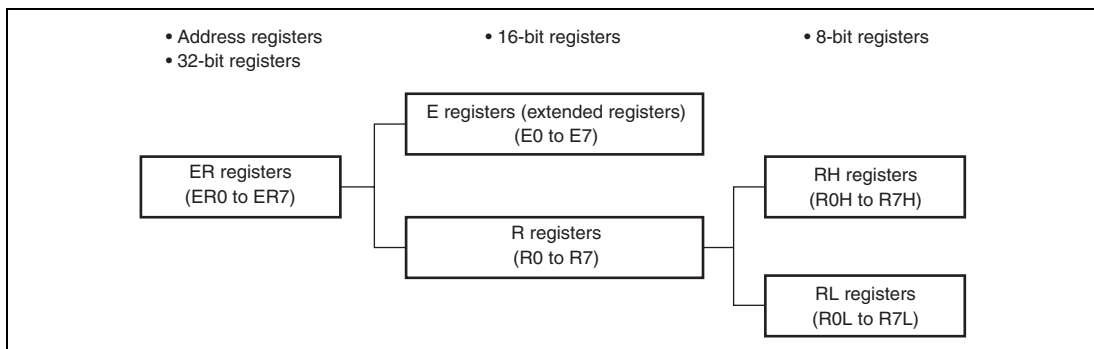 • Address registers
• 32-bit registers
• 16-bit registers
• 8-bit registers
E registers (extended registers)
(E0 to E7)
ER registers
(ER0 to ER7)
RH registers
(R0H to R7H)
R registers
(R0 to R7)
RL registers
(R0L to R7L)